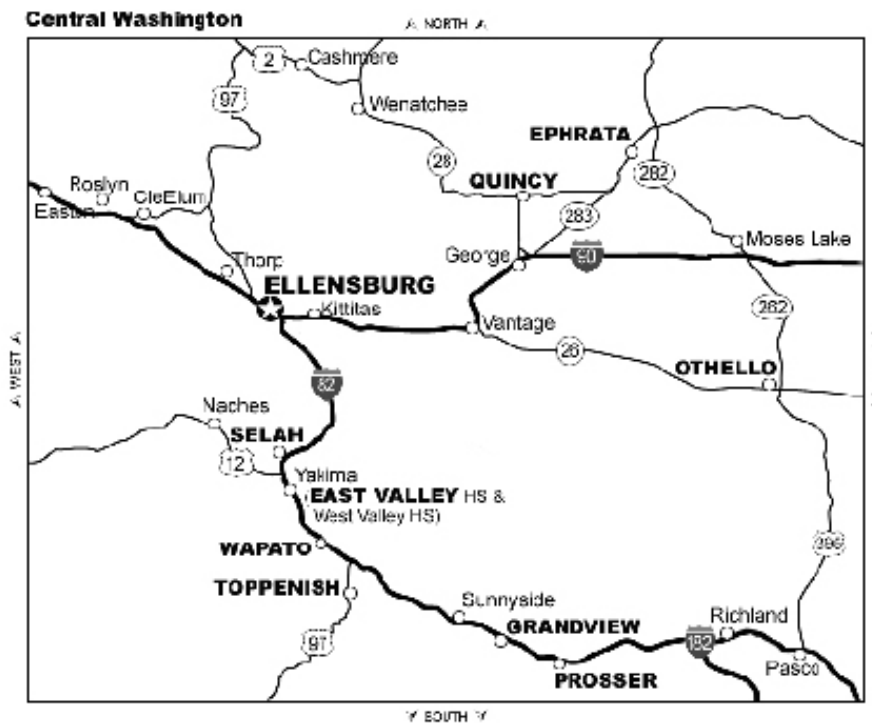 Central Washington
NORTH
2
Cashmere
97
Wenatchee
EPHRATA
28
QUINCY
282
Roslyn
CleElum
Easton
283
Moses Lake
George
90
Thorp
ELLENSBURG
Kittitas
Vantage
262
26
WEST
82
OTHELLO
Naches
SELAH
12
Yakima
EAST VALLEY HS &
West Valley HS)
WAPATO
395
TOPPENISH
Sunnyside
Richland
GRANDVIEW
97
182
Pasco
PROSSER
SOUTH